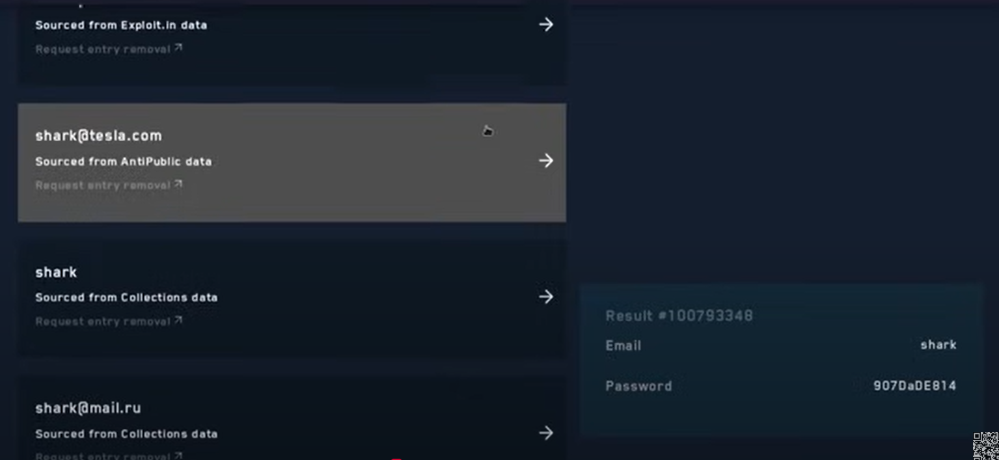 Sourced from Exploit.in data
Request entry removal
shark@tesla.com
Sourced from AntiPublic data
Request entry removal
shark
Sourced from Collections data
Request entry removal
shark@mail.ru
Sourced from Collections data
Request entry removal
Result #100793348
Email shark
Password 907DaDE814